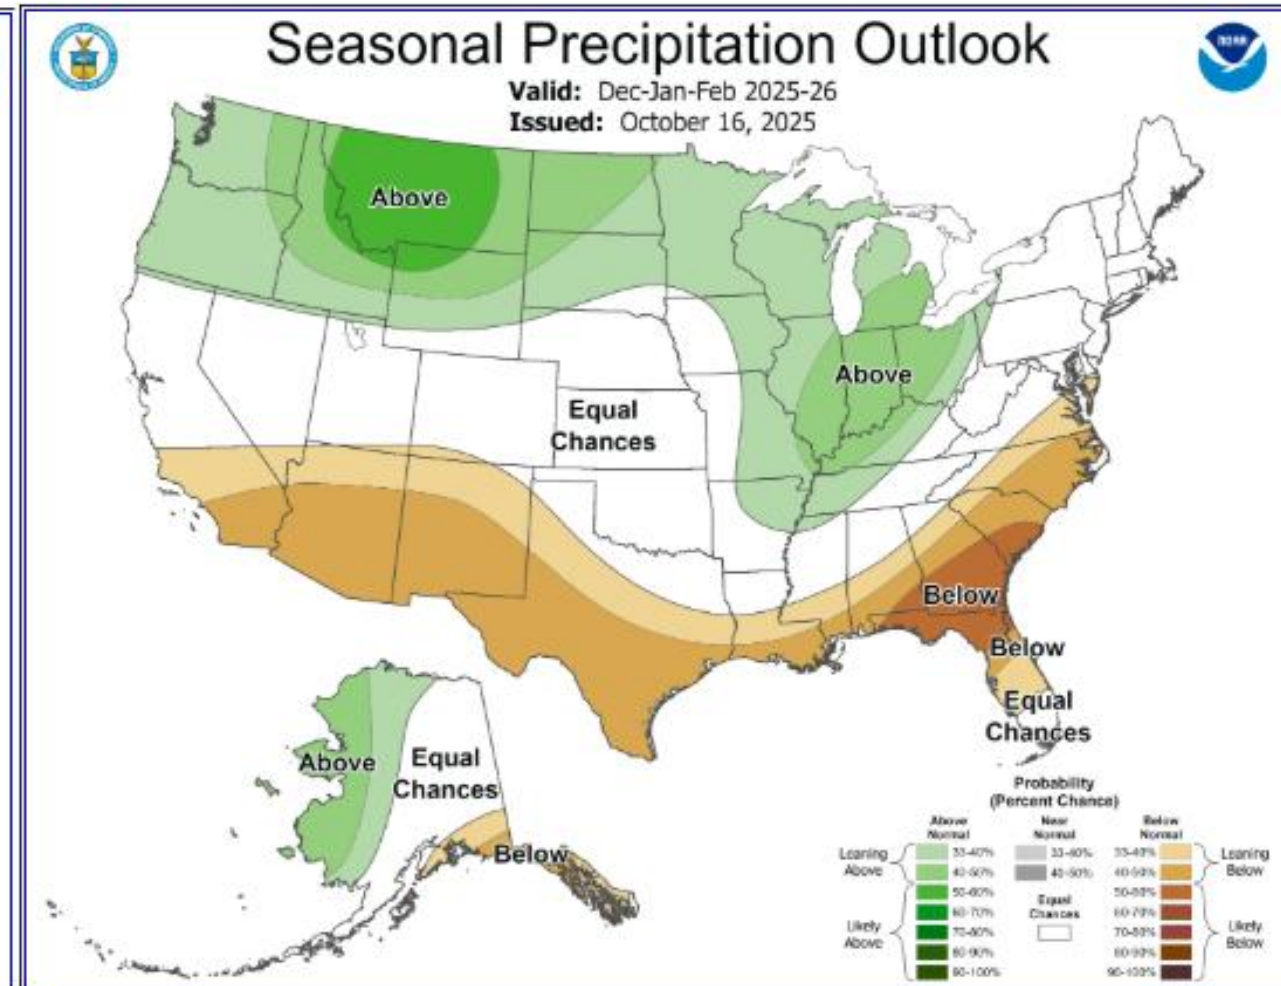 Seasonal Precipitation Outlook
Valid: Dec-Jan-Feb 2025-26
Issued: October 16, 2025
NOAA
Above
Above
Equal
Chances
Below
Below
Equal
Chances
Above
Equal
Chances
Below
Probability
(Percent Chance)
Above
Normal
Near
Normal
Below
Normal
Leaning
Above
33-40%
40-50%
33-40%
40-50%
33-40%
40-50%
Leaning
Below
Likely
Above
50-60%
60-70%
70-80%
80-90%
90-100%
Equal
Chances
50-60%
60-70%
70-80%
80-90%
90-100%
Likely
Below